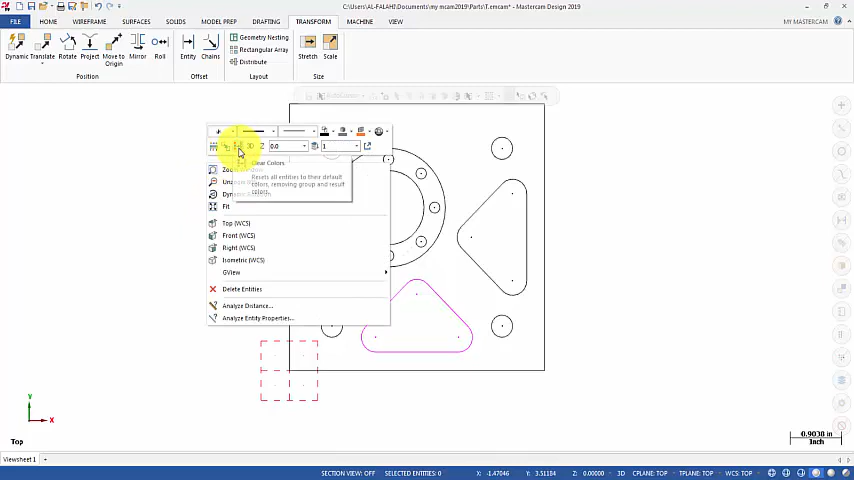 C:\Users\AL-FALAH\Documents\my mcam2019\Parts\T.emcam* - Mastercam Design 2019
FILE HOME WIREFRAME SURFACES SOLIDS MODEL PREP DRAFTING TRANSFORM MACHINE VIEW MY MASTERCAM
Dynamic Translate Rotate Project Move to Origin Mirror Roll
Entity Chains
Geometry Nesting
Rectangular Array
Distribute
Stretch Scale
Position Offset Layout Size
AutoCursor
2D Z 0.0 1
Clear Colors
Resets all entities to their default
colors, removing group and result
colors.
Fit
Top (WCS)
Front (WCS)
Right (WCS)
Isometric (WCS)
GView
Delete Entities
Analyze Distance...
Analyze Entity Properties...
Y
X
Top
0.9038 in
Inch
Viewsheet 1 +
SECTION VIEW: OFF SELECTED ENTITIES: 0 X: -1.47046 Y: 3.51184 Z: 0.00000 3D CPLANE: TOP TPLANE: TOP WCS: TOP